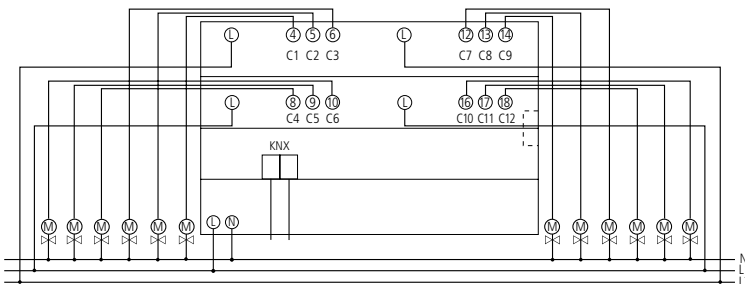 L 4 5 6 L 12 13 14
C1 C2 C3 C7 C8 C9
L 8 9 10 L 16 17 18
C4 C5 C6 C10 C11 C12
KNX
M M M M M M L N M M M M M M
N
L